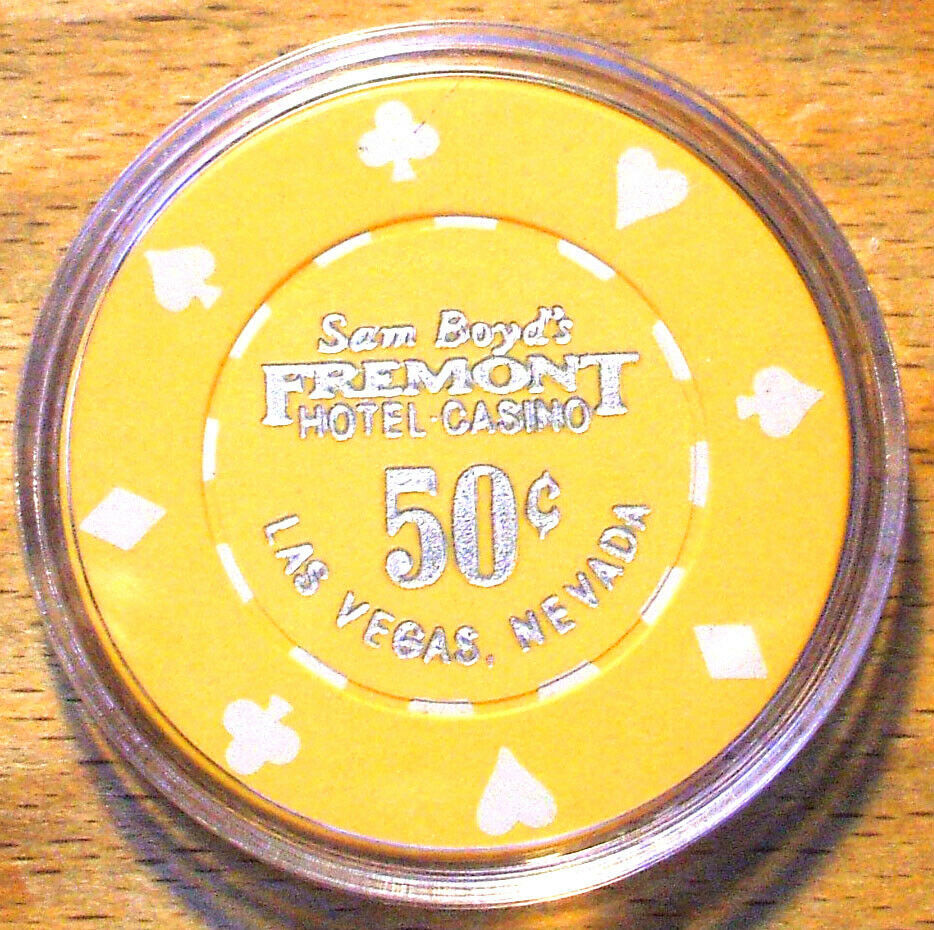 Sam Boyd's
FREMONT
HOTEL·CASINO
50¢
LAS VEGAS, NEVADA